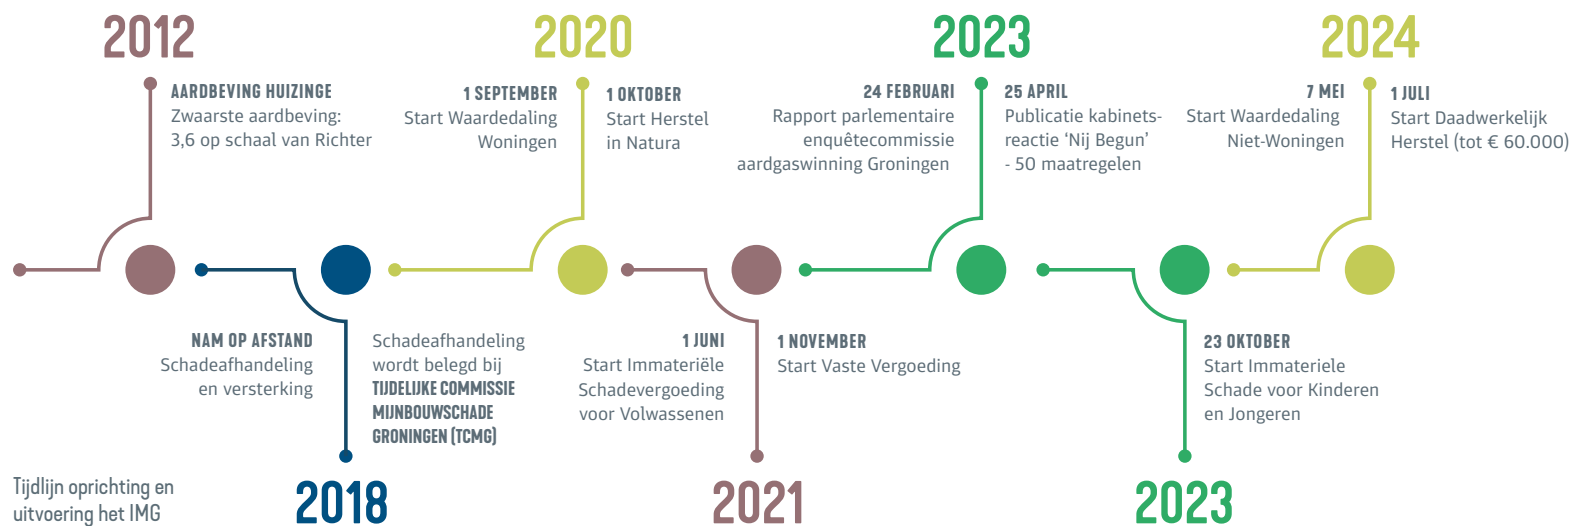 2012
AARDBEVING HUIZINGE
Zwaarste aardbeving:
3,6 op schaal van Richter
NAM OP AFSTAND
Schadeafhandeling
en versterking
Schadeafhandeling
wordt belegd bij
TIJDELIJKE COMMISSIE
MIJNBOUWSCHADE
GRONINGEN (TCMG)
2018
2020
1 SEPTEMBER
Start Waardedaling
Woningen
1 OKTOBER
Start Herstel
in Natura
1 JUNI
Start Immateriële
Schadevergoeding
voor Volwassenen
1 NOVEMBER
Start Vaste Vergoeding
2021
2023
24 FEBRUARI
Rapport parlementaire
enquêtecommissie
aardgaswinning Groningen
25 APRIL
Publicatie kabinets-
reactie ‘Nij Begun’
- 50 maatregelen
23 OKTOBER
Start Immateriele
Schade voor Kinderen
en Jongeren
2023
2024
7 MEI
Start Waardedaling
Niet-Woningen
1 JULI
Start Daadwerkelijk
Herstel (tot € 60.000)
Tijdlijn oprichting en
uitvoering het IMG